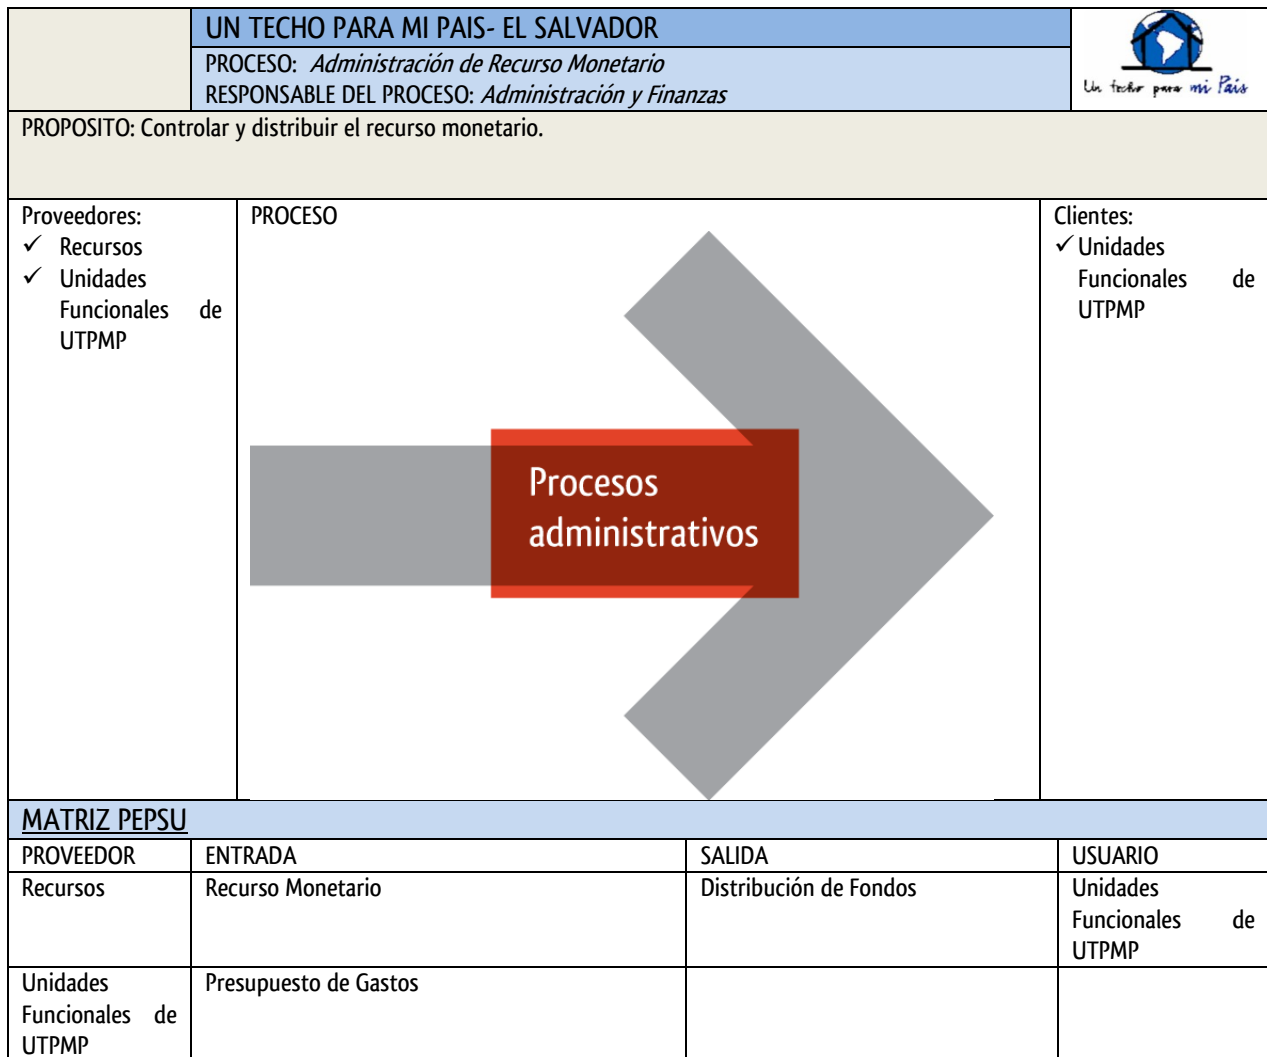 UN TECHO PARA MI PAIS- EL SALVADOR
PROCESO: Administración de Recurso Monetario
RESPONSABLE DEL PROCESO: Administración y Finanzas
Un techo para mi País
PROPOSITO: Controlar y distribuir el recurso monetario.
Proveedores:
✓ Recursos
✓ Unidades
Funcionales de
UTPMP
PROCESO
Procesos
administrativos
Clientes:
✓ Unidades
Funcionales de
UTPMP
MATRIZ PEPSU
PROVEEDOR ENTRADA SALIDA USUARIO
Recursos Recurso Monetario Distribución de Fondos Unidades
Funcionales de
UTPMP
Unidades Presupuesto de Gastos
Funcionales de
UTPMP